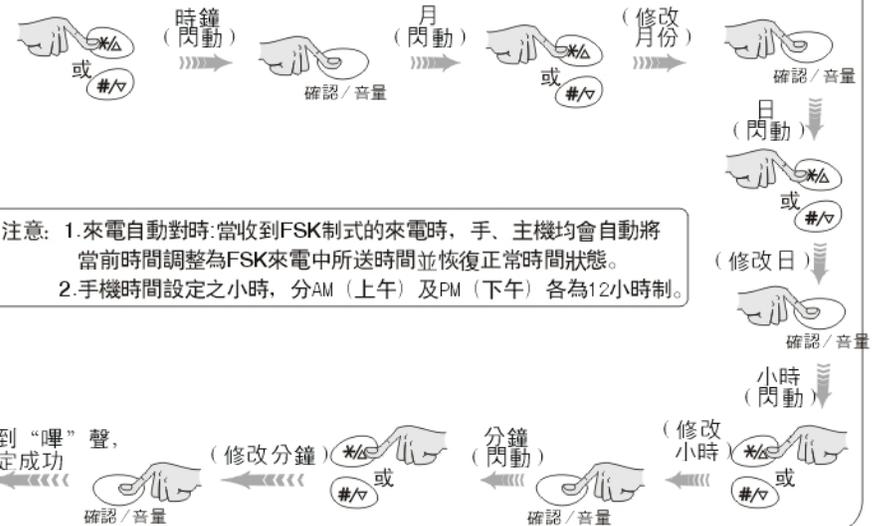 時鐘
(閃動)
*/△
或
#/▽
確認/音量
月
(閃動)
*/△
或
#/▽
(修改
月份)
確認/音量
日
(閃動)
*/△
或
#/▽
(修改日)
確認/音量
小時
(閃動)
*/△
或
#/▽
(修改
小時)
確認/音量
分鐘
(閃動)
*/△
或
#/▽
(修改分鐘)
確認/音量
到“嗶”聲,
定成功
注意: 1.來電自動對時:當收到FSK制式的來電時,手、主機均會自動將
當前時間調整為FSK來電中所送時間並恢復正常時間狀態。
2.手機時間設定之小時,分AM(上午)及PM(下午)各為12小時制。